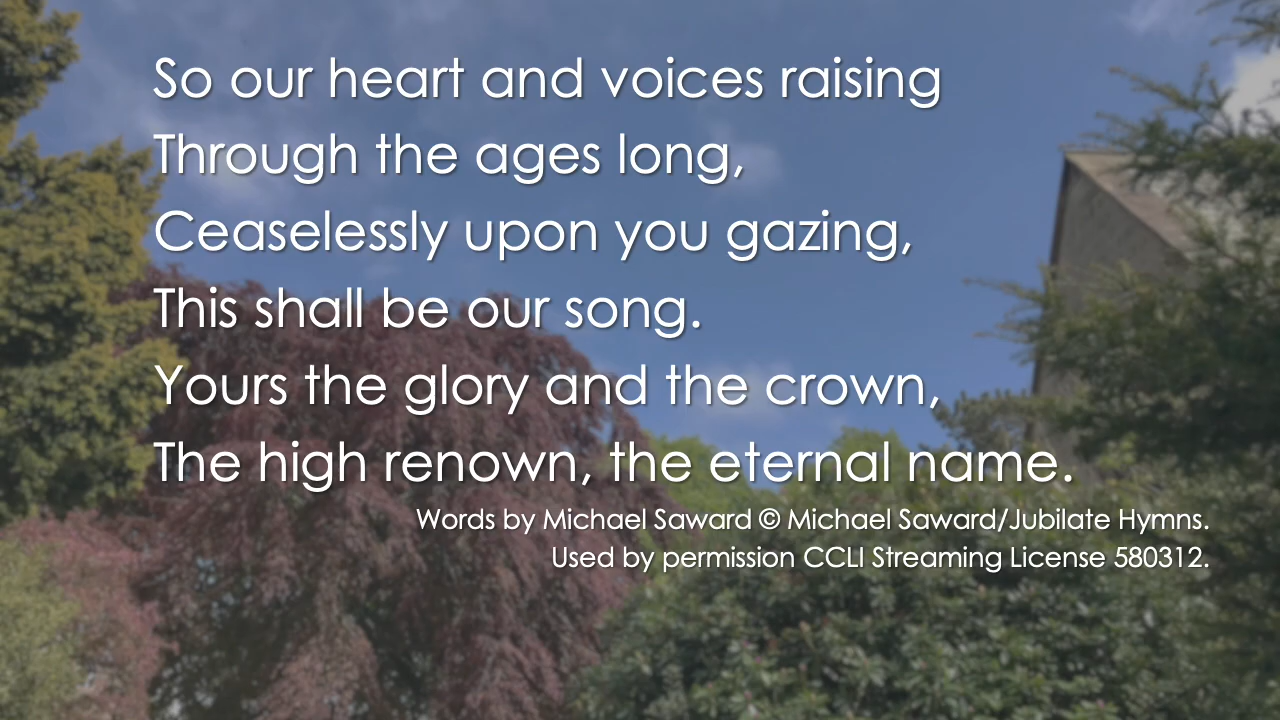 So our heart and voices raising
Through the ages long,
Ceaselessly upon you gazing,
This shall be our song.
Yours the glory and the crown,
The high renown, the eternal name.
Words by Michael Saward © Michael Saward/Jubilate Hymns.
Used by permission CCLI Streaming License 580312.